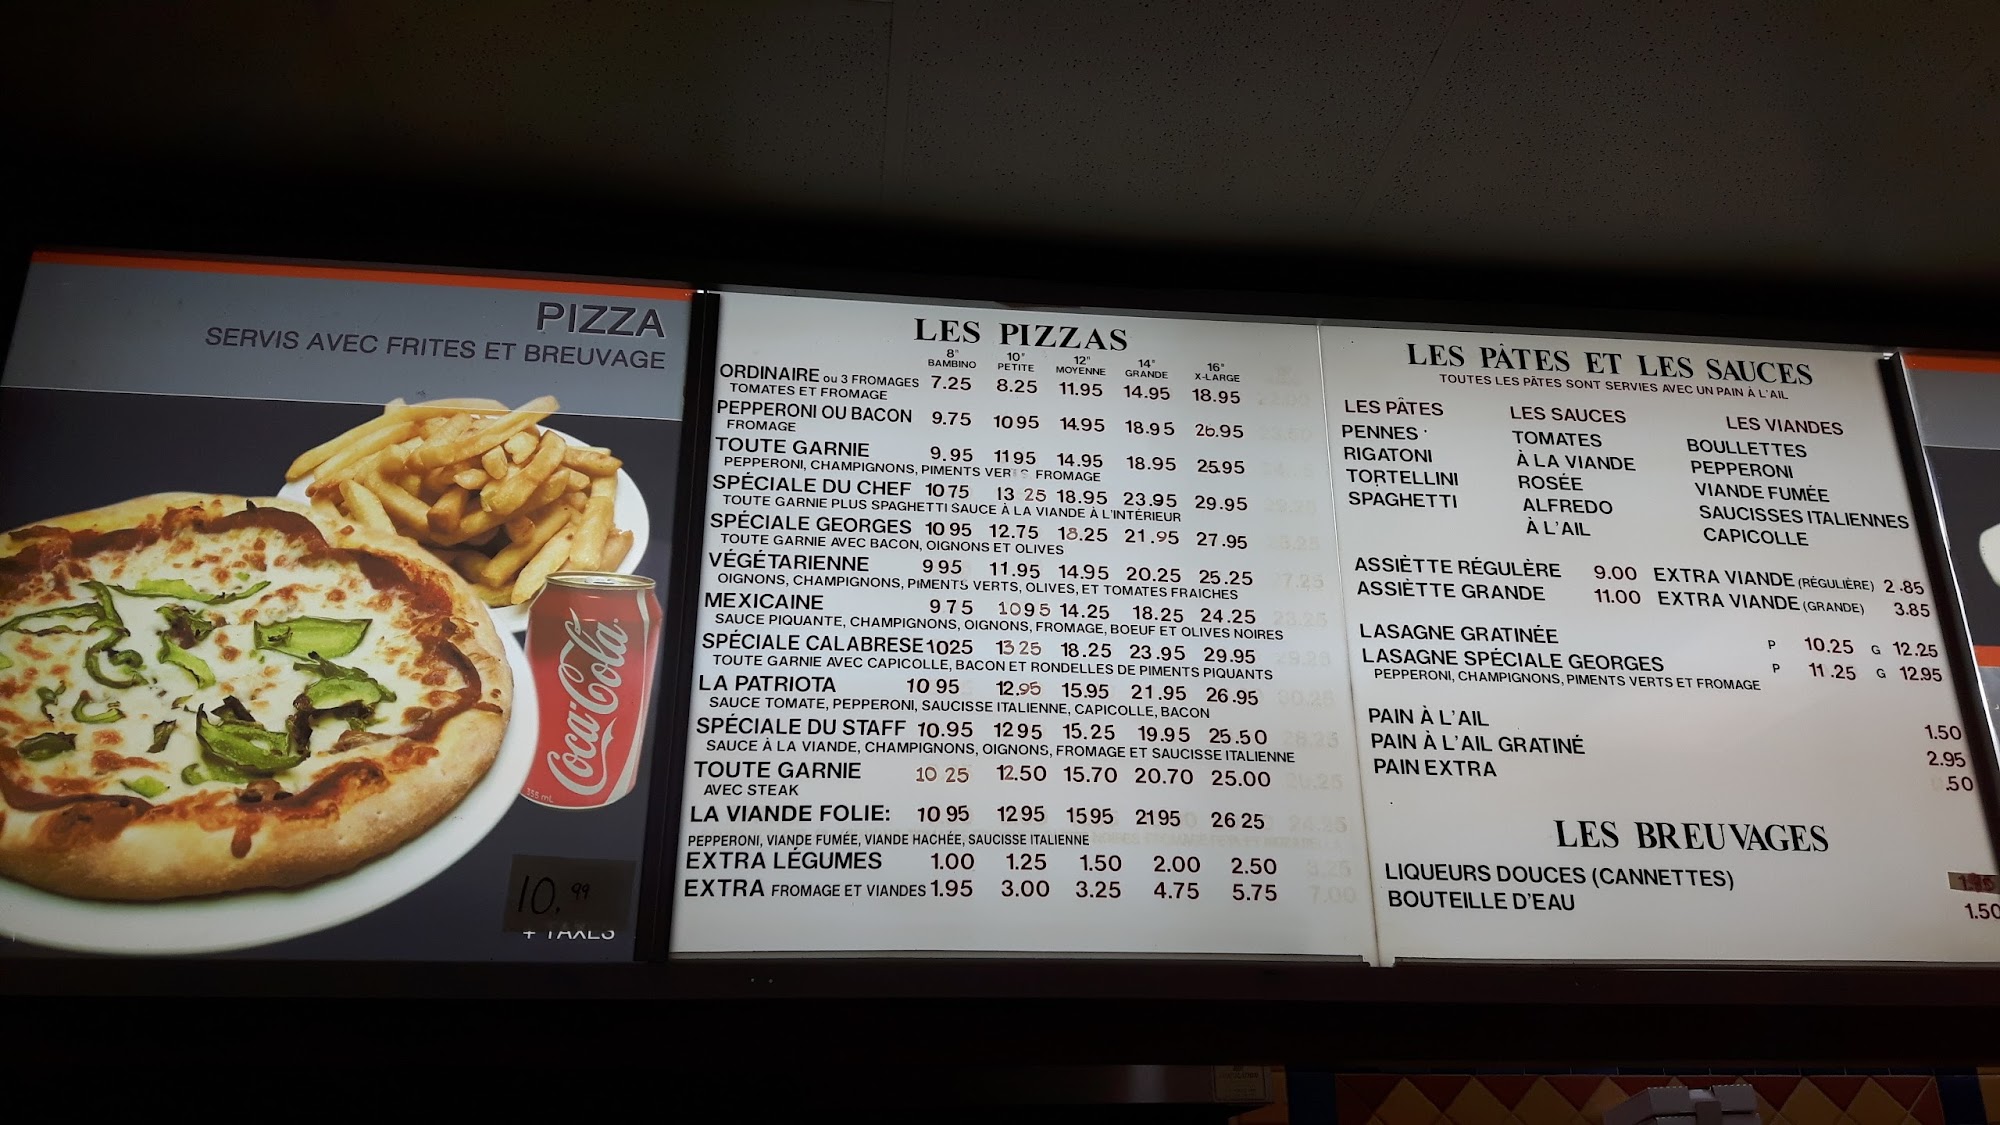 PIZZA
SERVIS AVEC FRITES ET BREUVAGE
Coca-Cola
355 mL
10.99
+ TAXES
LES PIZZAS
8" 10" 12" 14" 16"
BAMBINO PETITE MOYENNE GRANDE X-LARGE
ORDINAIRE ou 3 FROMAGES 7.25 8.25 11.95 14.95 18.95
TOMATES ET FROMAGE
PEPPERONI OU BACON 9.75 10 95 14.95 18.95 26.95
FROMAGE
TOUTE GARNIE 9.95 11 95 14.95 18.95 25.95
PEPPERONI, CHAMPIGNONS, PIMENTS VERTS FROMAGE
SPÉCIALE DU CHEF 10 75 13 25 18.95 23.95 29.95
TOUTE GARNIE PLUS SPAGHETTI SAUCE À LA VIANDE À L'INTÉRIEUR
SPÉCIALE GEORGES 10 95 12.75 18.25 21.95 27.95
TOUTE GARNIE AVEC BACON, OIGNONS ET OLIVES
VÉGÉTARIENNE 9 95 11.95 14.95 20.25 25.25
OIGNONS, CHAMPIGNONS, PIMENTS VERTS, OLIVES, ET TOMATES FRAICHES
MEXICAINE 9 75 10 95 14.25 18.25 24.25
SAUCE PIQUANTE, CHAMPIGNONS, OIGNONS, FROMAGE, BOEUF ET OLIVES NOIRES
SPÉCIALE CALABRESE 10 25 13 25 18.25 23.95 29.95
TOUTE GARNIE AVEC CAPICOLLE, BACON ET RONDELLES DE PIMENTS PIQUANTS
LA PATRIOTA 10 95 12.95 15.95 21.95 26.95
SAUCE TOMATE, PEPPERONI, SAUCISSE ITALIENNE, CAPICOLLE, BACON
SPÉCIALE DU STAFF 10.95 12 95 15.25 19.95 25.50
SAUCE À LA VIANDE, CHAMPIGNONS, OIGNONS, FROMAGE ET SAUCISSE ITALIENNE
TOUTE GARNIE 10 25 12.50 15.70 20.70 25.00
AVEC STEAK
LA VIANDE FOLIE: 10 95 12 95 15 95 21 95 26 25
PEPPERONI, VIANDE FUMÉE, VIANDE HACHÉE, SAUCISSE ITALIENNE
EXTRA LÉGUMES 1.00 1.25 1.50 2.00 2.50
EXTRA FROMAGE ET VIANDES 1.95 3.00 3.25 4.75 5.75
LES PÂTES ET LES SAUCES
TOUTES LES PÂTES SONT SERVIES AVEC UN PAIN À L'AIL
LES PÂTES LES SAUCES LES VIANDES
PENNES TOMATES BOULLETTES
RIGATONI À LA VIANDE PEPPERONI
TORTELLINI ROSÉE VIANDE FUMÉE
SPAGHETTI ALFREDO SAUCISSES ITALIENNES
À L'AIL CAPICOLLE
ASSIÈTTE RÉGULÈRE 9.00 EXTRA VIANDE (RÉGULIÈRE) 2.85
ASSIÈTTE GRANDE 11.00 EXTRA VIANDE (GRANDE) 3.85
LASAGNE GRATINÉE P 10.25 G 12.25
LASAGNE SPÉCIALE GEORGES P 11.25 G 12.95
PEPPERONI, CHAMPIGNONS, PIMENTS VERTS ET FROMAGE
PAIN À L'AIL 1.50
PAIN À L'AIL GRATINÉ 2.95
PAIN EXTRA .50
LES BREUVAGES
LIQUEURS DOUCES (CANNETTES)
BOUTEILLE D'EAU 1.50